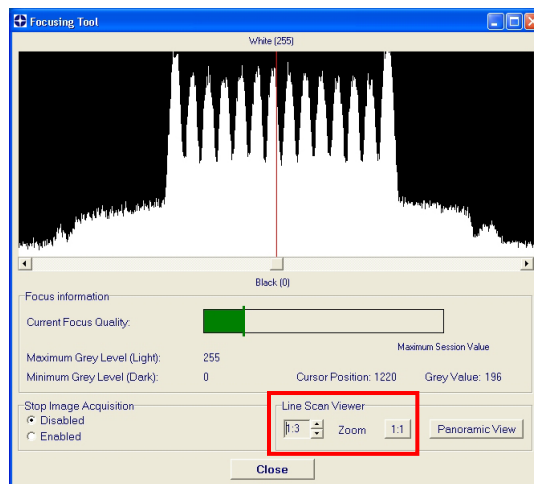 Focusing Tool
White (255)
Black (0)
Focus information
Current Focus Quality:
Maximum Session Value
Maximum Grey Level (Light): 255
Minimum Grey Level (Dark): 0 Cursor Position: 1220 Grey Value: 196
Stop Image Acquisition
Disabled
Enabled
Line Scan Viewer
1:3 Zoom 1:1 Panoramic View
Close